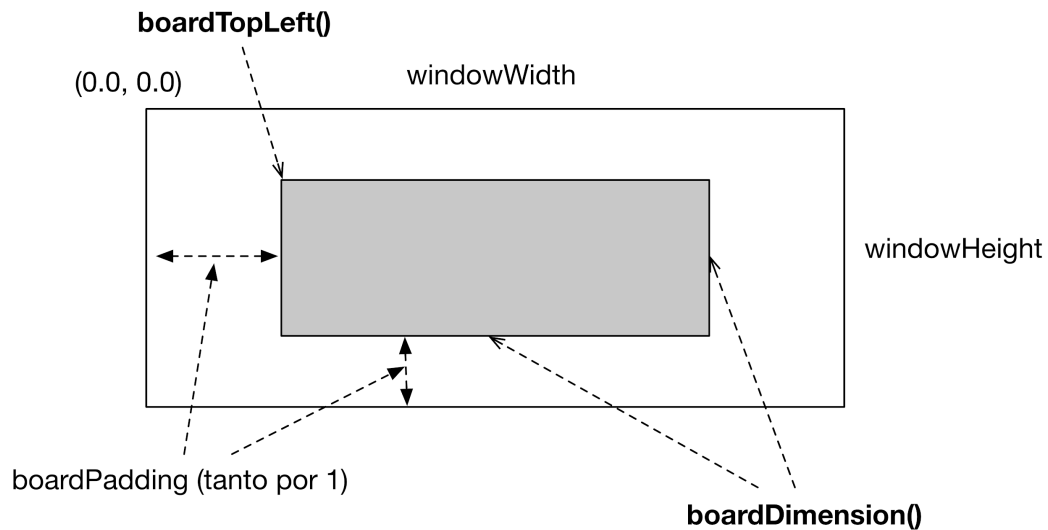 boardTopLeft()
(0.0, 0.0)
windowWidth
windowHeight
boardPadding (tanto por 1)
boardDimension()